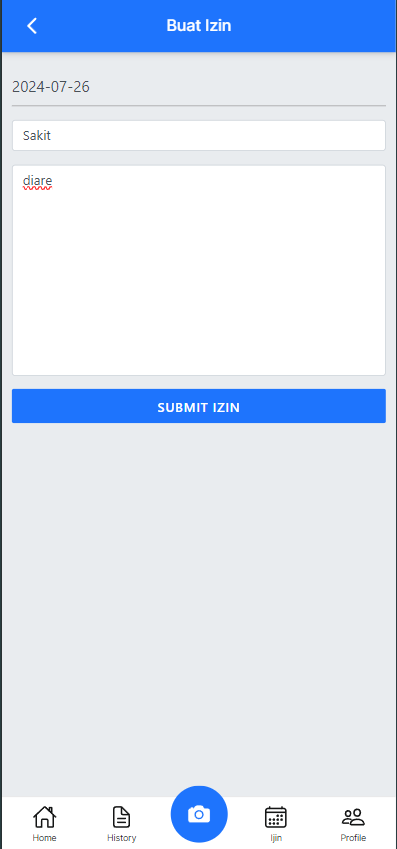 Buat Izin
2024-07-26
Sakit
diare
SUBMIT IZIN
Home History Ijin Profile